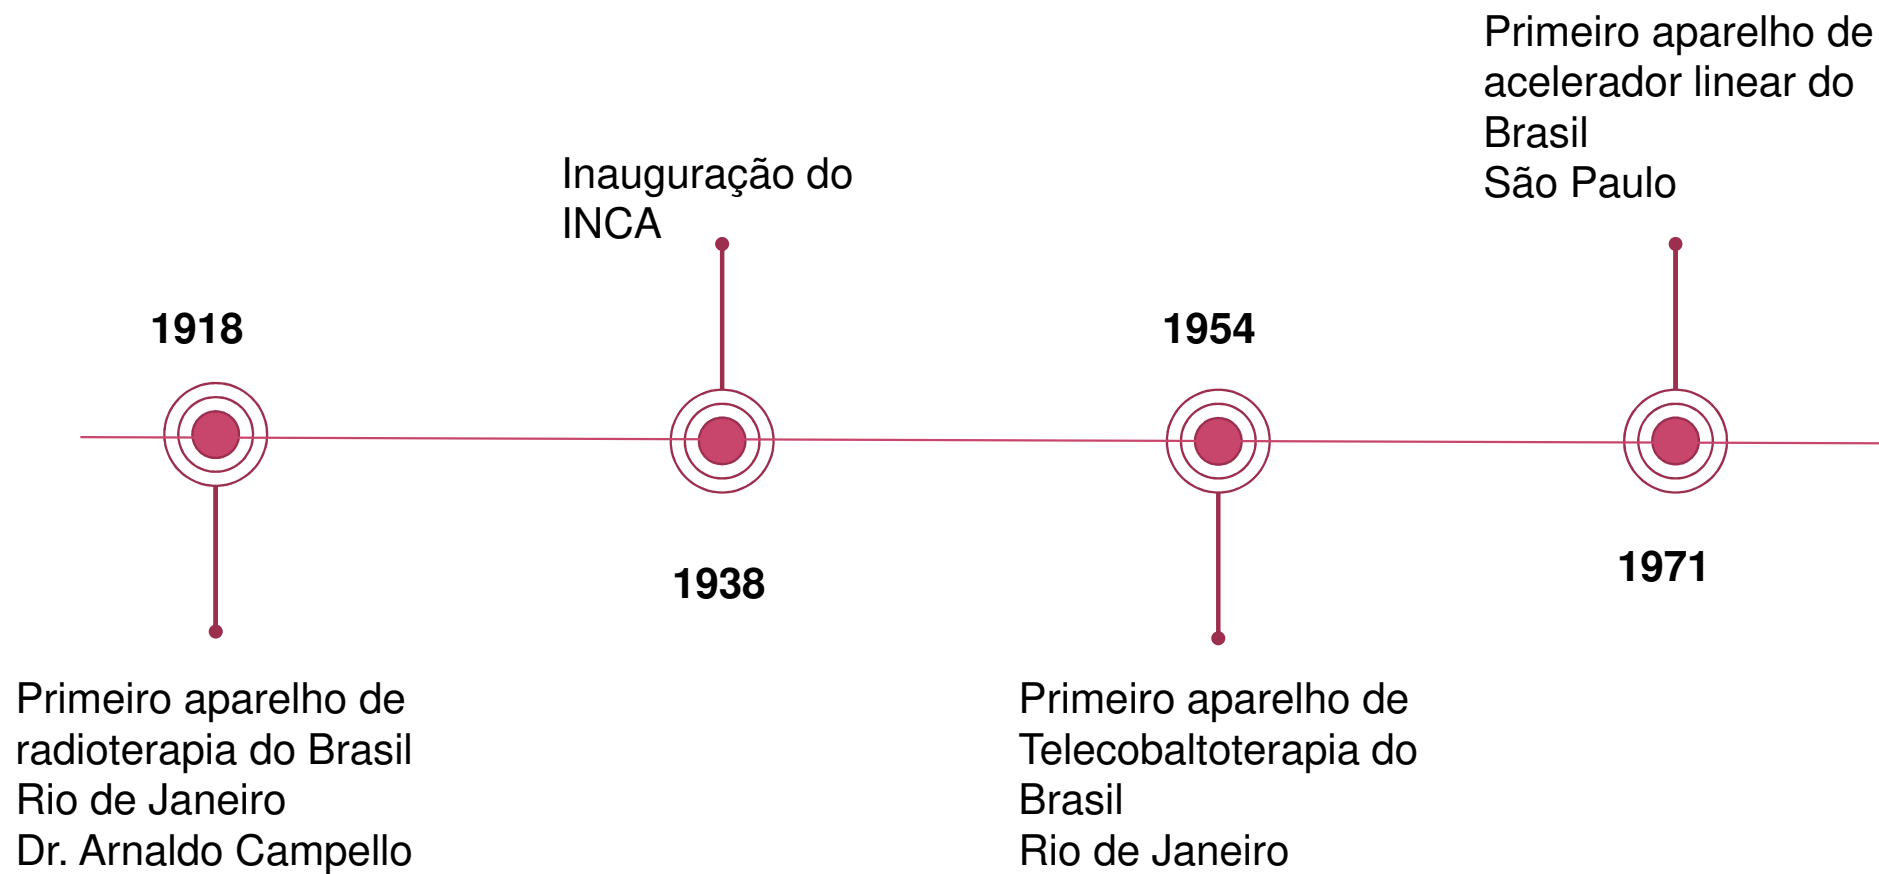 1918
Primeiro aparelho de
radioterapia do Brasil
Rio de Janeiro
Dr. Arnaldo Campello
Inauguração do
INCA
1938
1954
Primeiro aparelho de
Telecobaltoterapia do
Brasil
Rio de Janeiro
Primeiro aparelho de
acelerador linear do
Brasil
São Paulo
1971